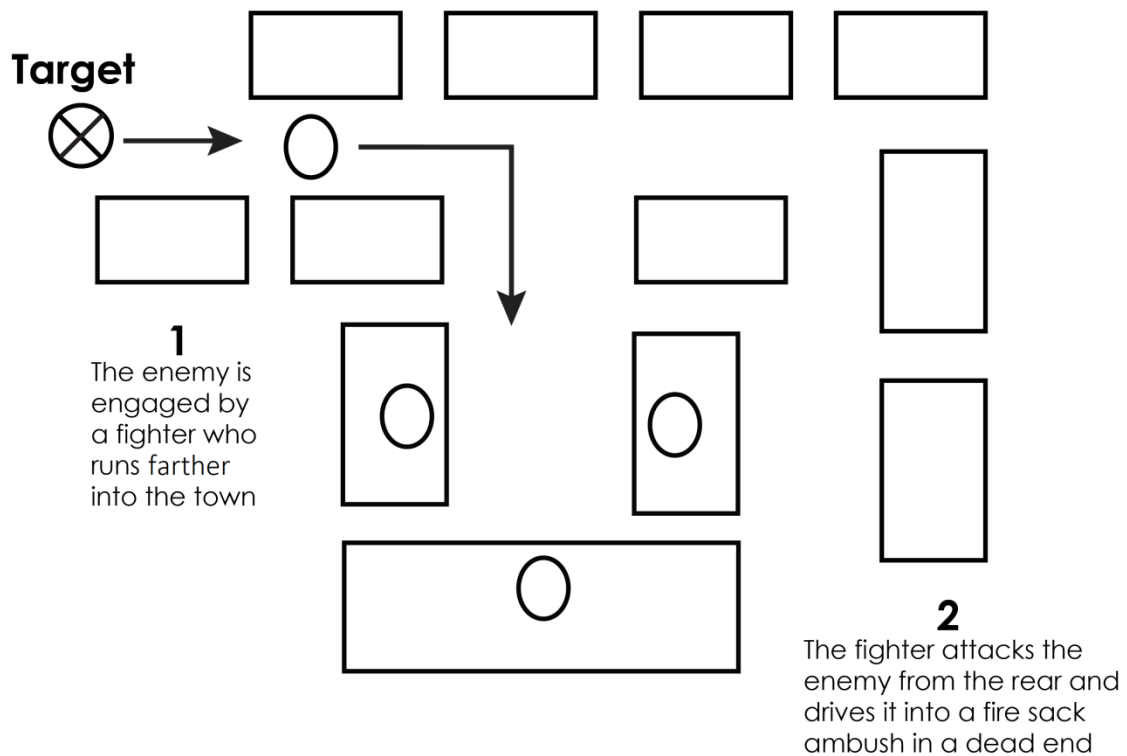 Target
1
The enemy is
engaged by
a fighter who
runs farther
into the town
2
The fighter attacks the
enemy from the rear and
drives it into a fire sack
ambush in a dead end